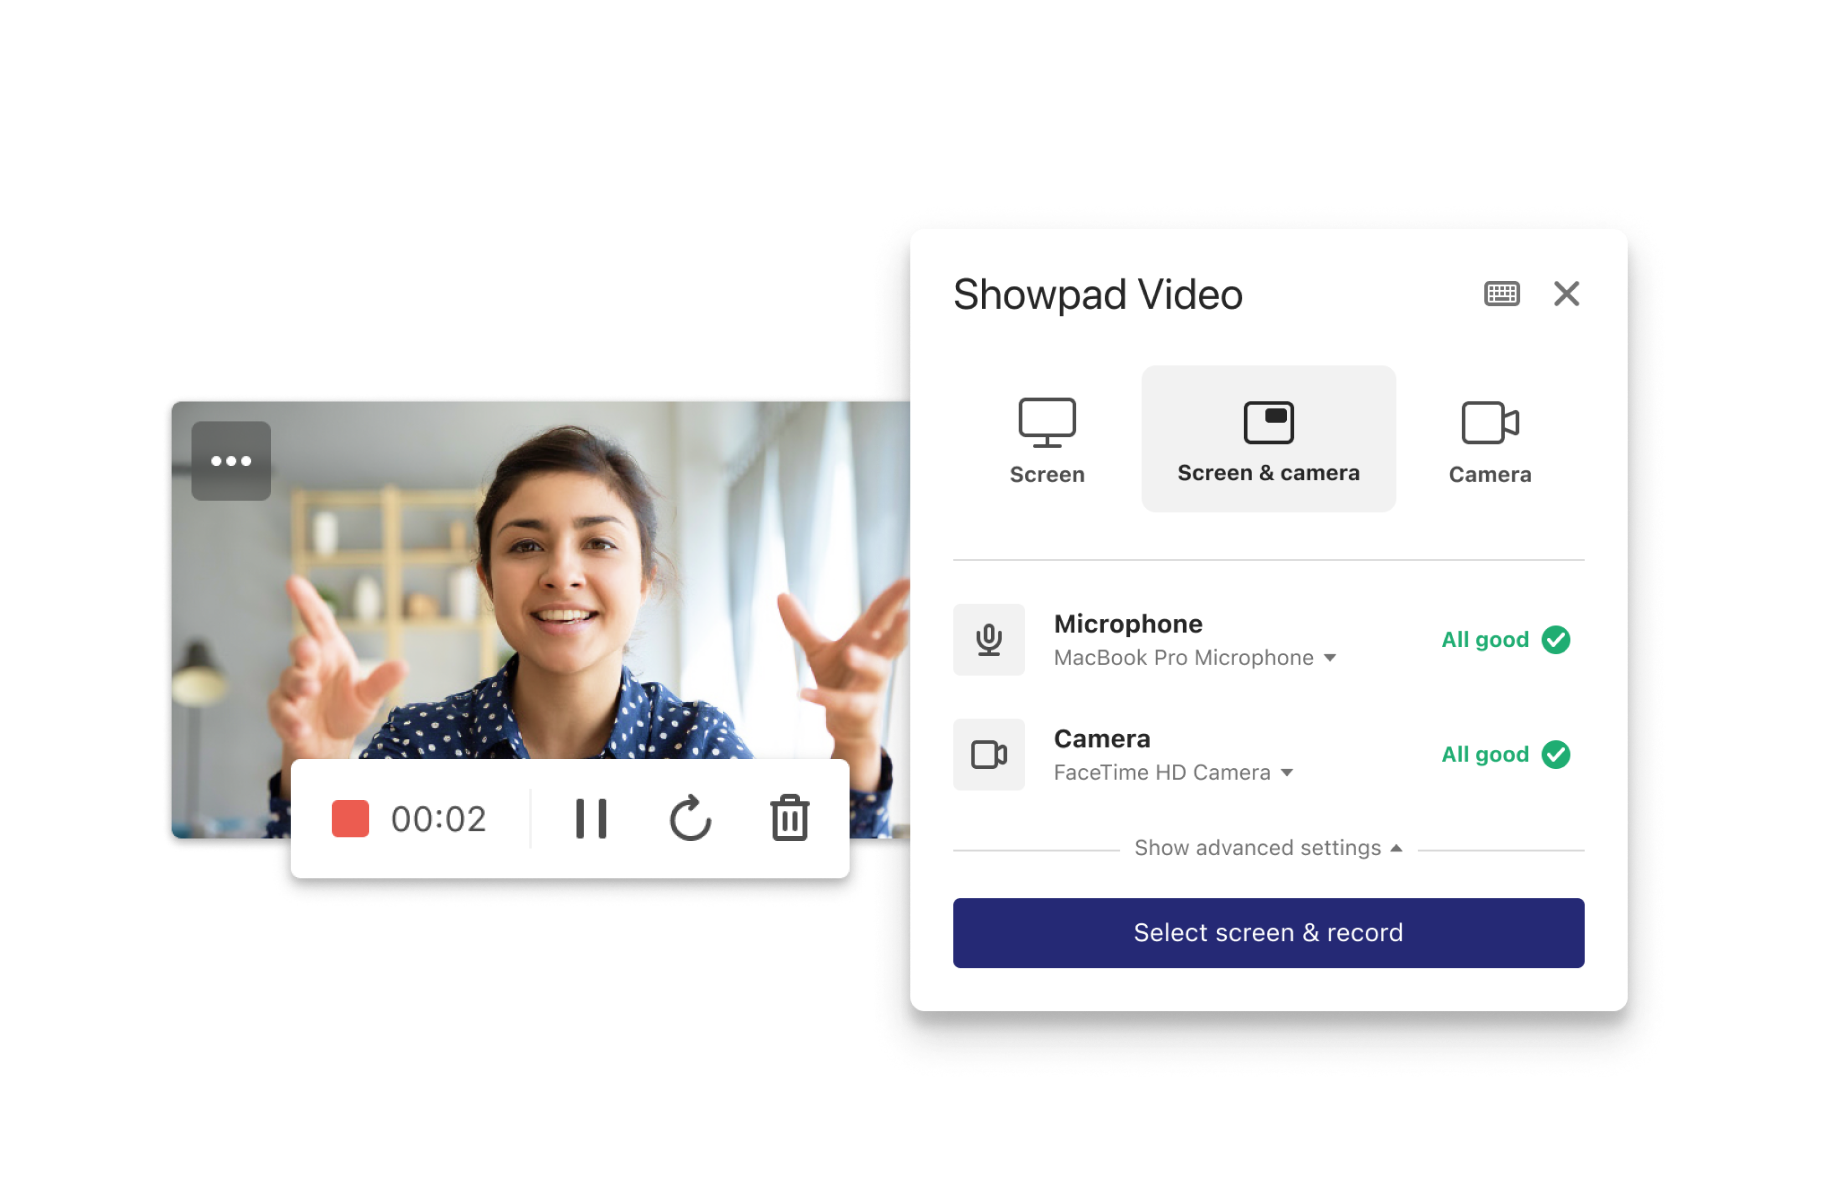 Showpad Video
Screen
Screen & camera
Camera
Microphone
MacBook Pro Microphone
All good
Camera
FaceTime HD Camera
All good
Show advanced settings
Select screen & record
00:02